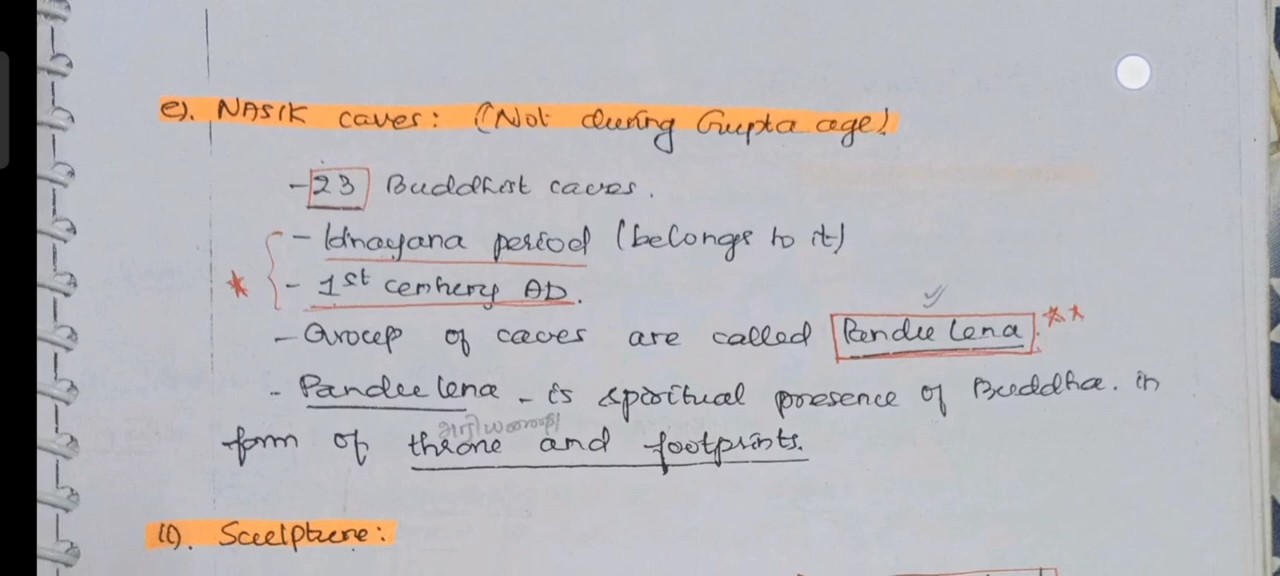 e). NASIK caves: (Not during Gupta age)
- 23 Buddhist caves.
- Hinayana period (belongs to it)
- 1st century AD.
- Group of caves are called Pandu Lena.
- Pandu lena - is spiritual presence of Buddha. in
form of throne and footprints.
ii). Sculpture: